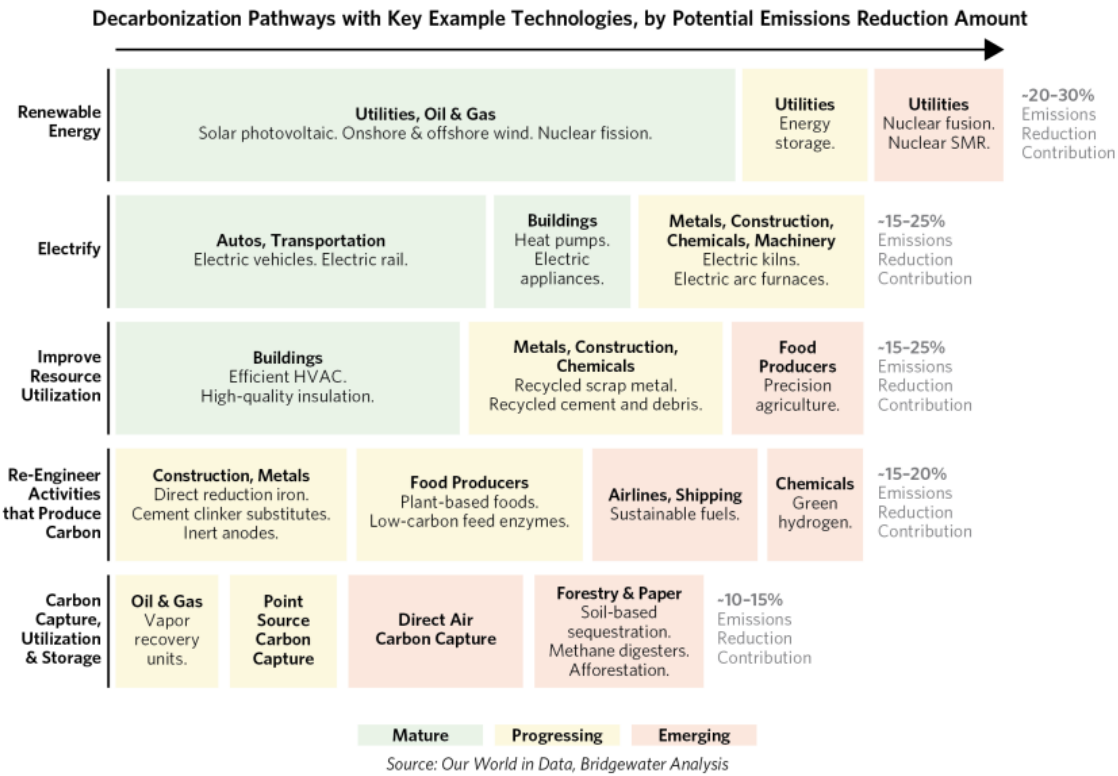 Decarbonization Pathways with Key Example Technologies, by Potential Emissions Reduction Amount
Renewable
Energy
Utilities, Oil & Gas
Solar photovoltaic. Onshore & offshore wind. Nuclear fission.
Utilities
Energy
storage.
Utilities
Nuclear fusion.
Nuclear SMR.
~20–30%
Emissions
Reduction
Contribution
Electrify
Autos, Transportation
Electric vehicles. Electric rail.
Buildings
Heat pumps.
Electric
appliances.
Metals, Construction,
Chemicals, Machinery
Electric kilns.
Electric arc furnaces.
~15–25%
Emissions
Reduction
Contribution
Improve
Resource
Utilization
Buildings
Efficient HVAC.
High-quality insulation.
Metals, Construction,
Chemicals
Recycled scrap metal.
Recycled cement and debris.
Food
Producers
Precision
agriculture.
~15–25%
Emissions
Reduction
Contribution
Re-Engineer
Activities
that Produce
Carbon
Construction, Metals
Direct reduction iron.
Cement clinker substitutes.
Inert anodes.
Food Producers
Plant-based foods.
Low-carbon feed enzymes.
Airlines, Shipping
Sustainable fuels.
Chemicals
Green
hydrogen.
~15–20%
Emissions
Reduction
Contribution
Carbon
Capture,
Utilization
& Storage
Oil & Gas
Vapor
recovery
units.
Point
Source
Carbon
Capture
Direct Air
Carbon Capture
Forestry & Paper
Soil-based
sequestration.
Methane digesters.
Afforestation.
~10–15%
Emissions
Reduction
Contribution
Mature
Progressing
Emerging
Source: Our World in Data, Bridgewater Analysis